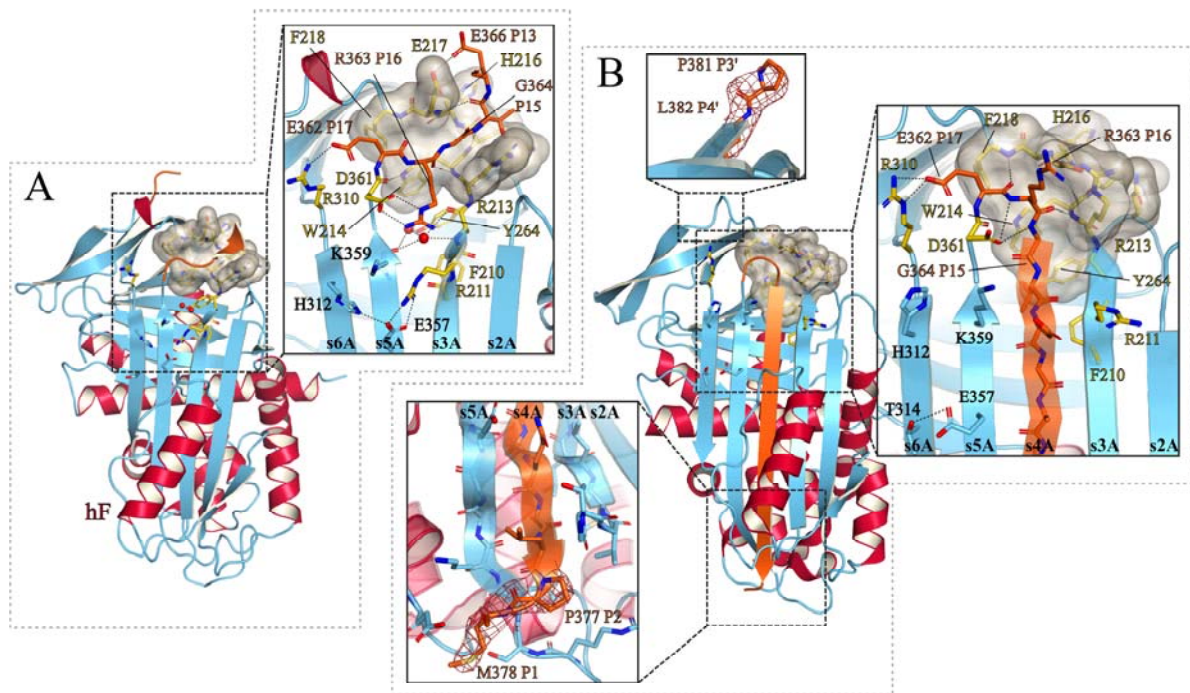 A
hF
F218
R363 P16
E217
E366 P13
H216
G364
P15
E362 P17
D361
R310
W214
R213
Y264
K359
F210
R211
H312
E357
s6A
s5A
s3A
s2A
B
P381 P3'
L382 P4'
E362 P17
F218
H216
R363 P16
R310
W214
D361
R213
G364 P15
Y264
K359
R211
H312
F210
T314
E357
s6A
s5A
s4A
s3A
s2A
s5A
s4A
s3A
s2A
P377 P2
M378 P1